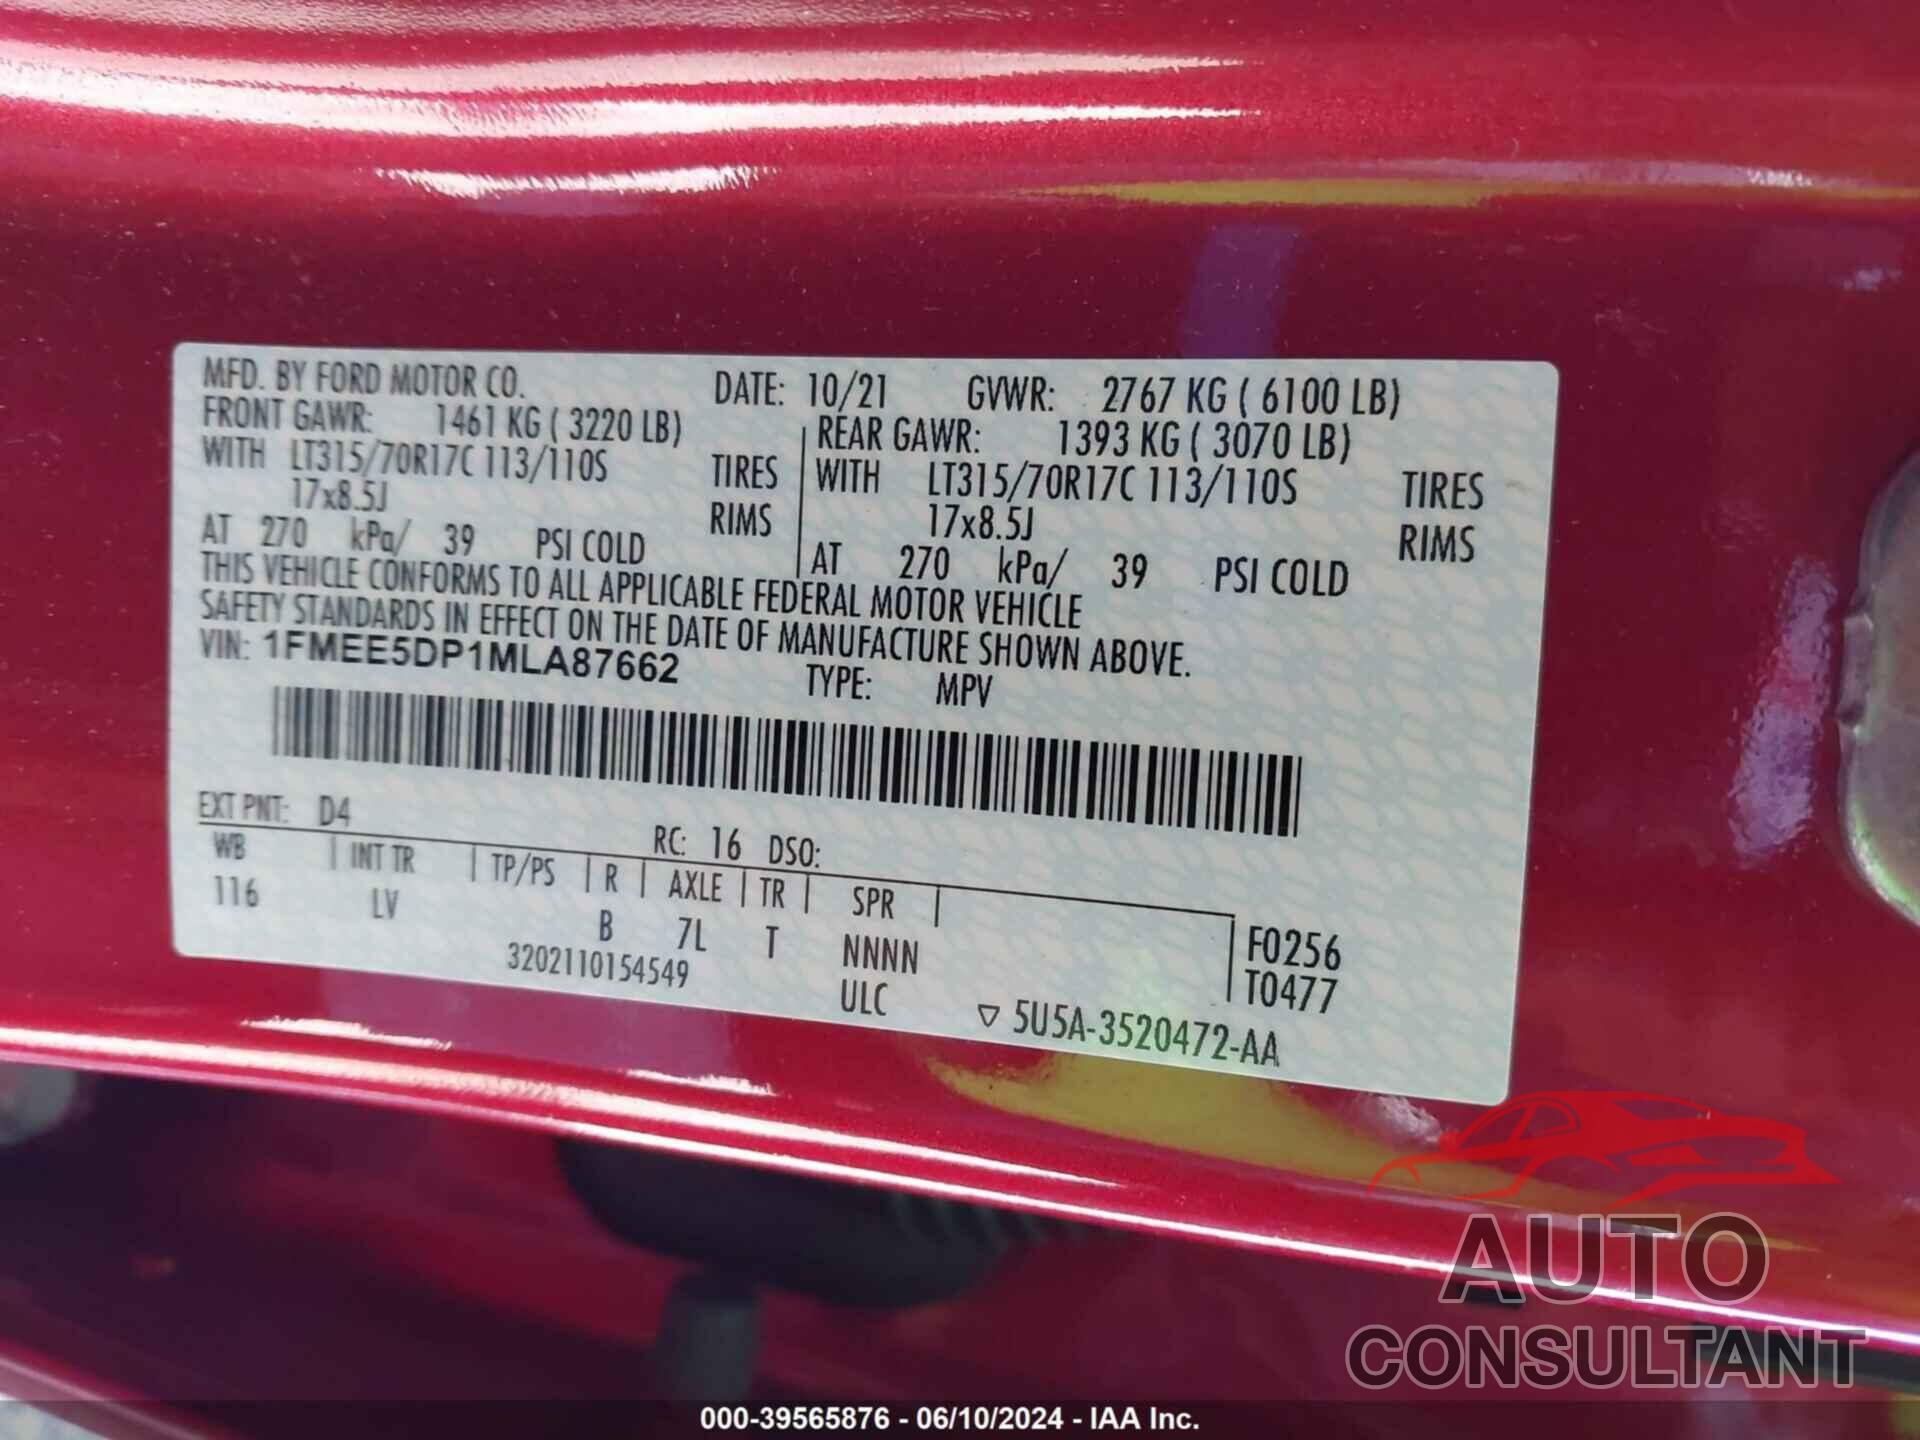 MFD. BY FORD MOTOR CO. DATE: 10/21 GVWR: 2767 KG ( 6100 LB)
FRONT GAWR: 1461 KG ( 3220 LB) REAR GAWR: 1393 KG ( 3070 LB)
WITH LT315/70R17C 113/110S TIRES WITH LT315/70R17C 113/110S TIRES
17x8.5J RIMS 17x8.5J RIMS
AT 270 kPa/ 39 PSI COLD AT 270 kPa/ 39 PSI COLD
THIS VEHICLE CONFORMS TO ALL APPLICABLE FEDERAL MOTOR VEHICLE
SAFETY STANDARDS IN EFFECT ON THE DATE OF MANUFACTURE SHOWN ABOVE.
VIN: 1FMEE5DP1MLA87662 TYPE: MPV
EXT PNT: D4 RC: 16 DSO:
WB INT TR TP/PS R AXLE TR SPR
116 LV B 7L T NNNN F0256
3202110154549 ULC T0477
5U5A-3520472-AA
AUTO
CONSULTANT
000-39565876 - 06/10/2024 - IAA Inc.